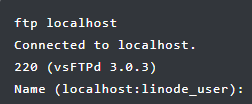 ftp localhost
Connected to localhost.
220 (vsFTPd 3.0.3)
Name (localhost:linode_user):